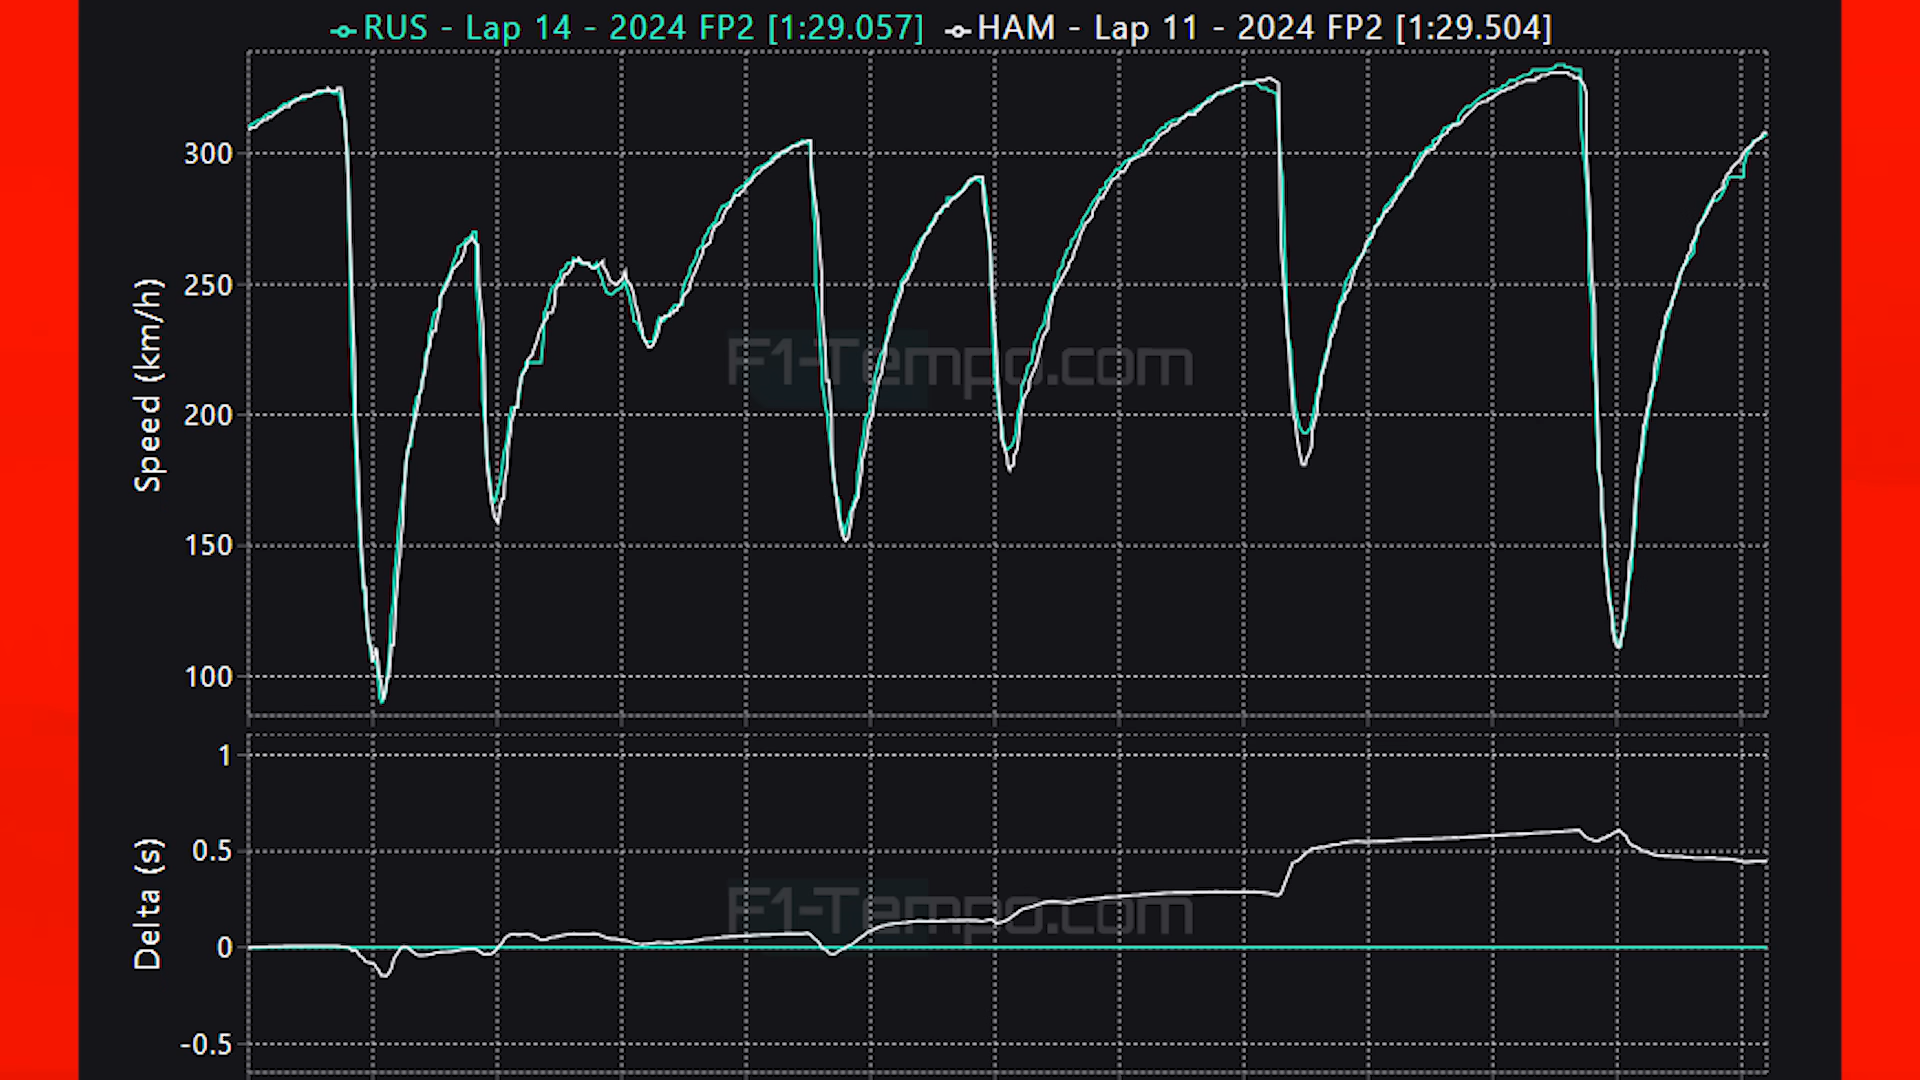 RUS - Lap 14 - 2024 FP2 [1:29.057] HAM - Lap 11 - 2024 FP2 [1:29.504]
300
250
200
150
100
Speed (km/h)
F1-Tempo.com
1
0.5
0
-0.5
Delta (s)
F1-Tempo.com